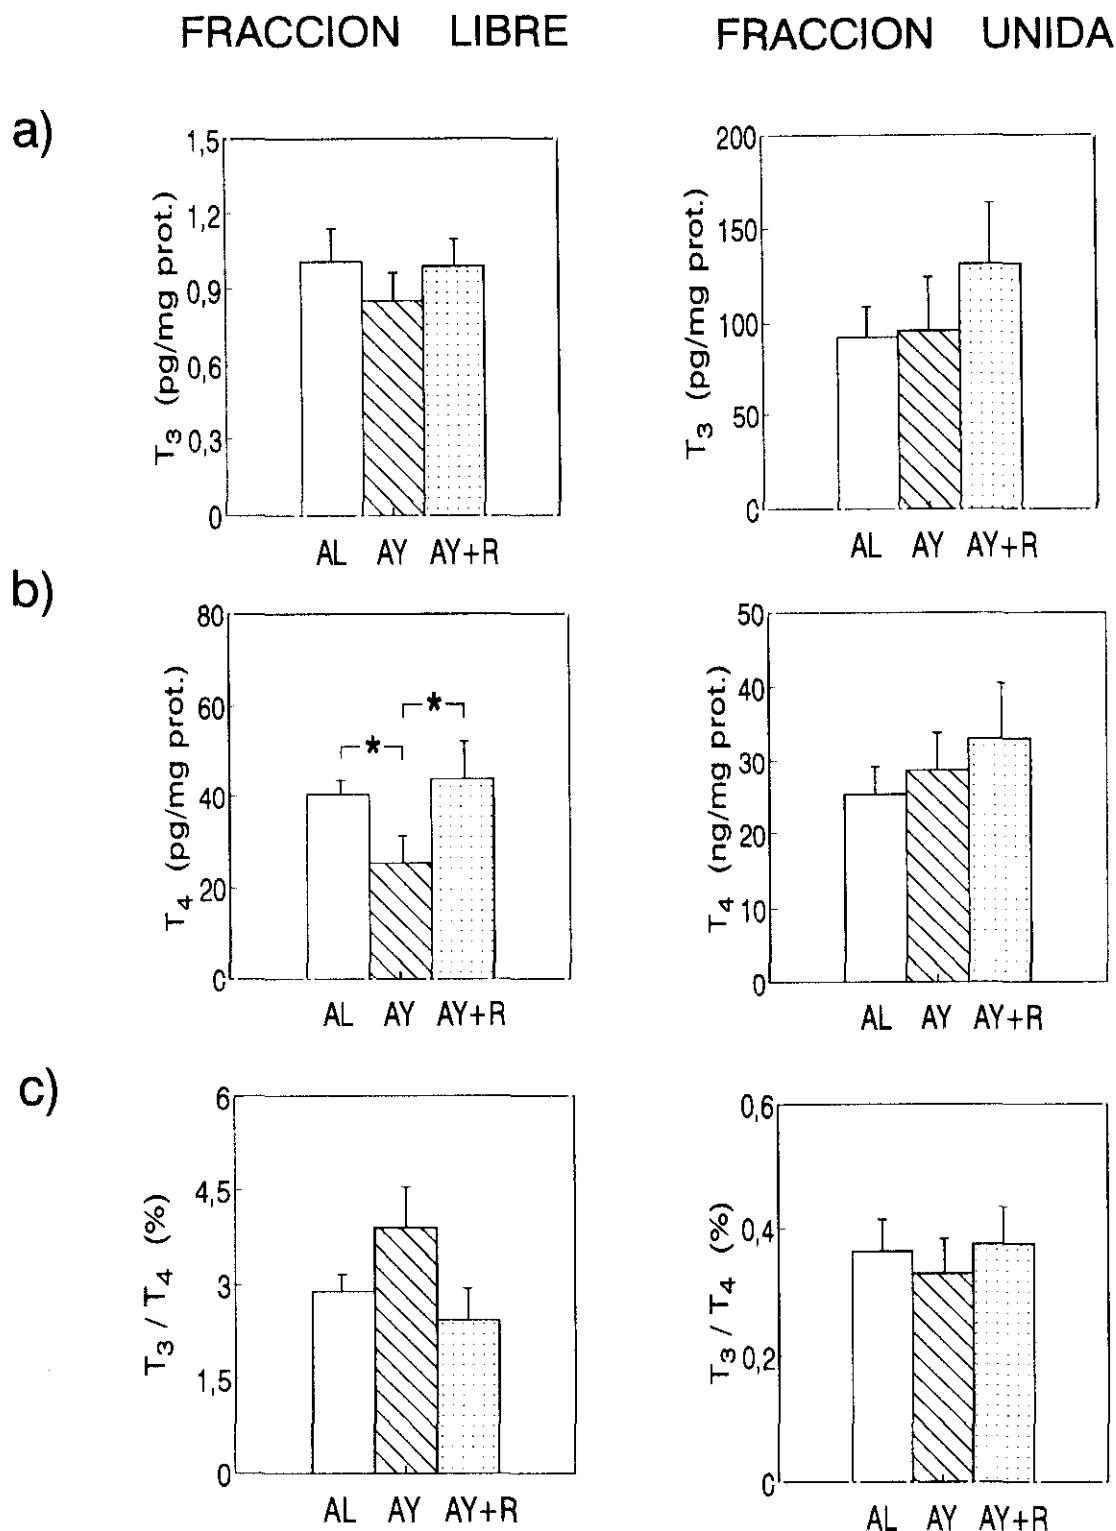 FRACCION LIBRE
FRACCION UNIDA
a)
T3 (pg/mg prot.)
1,5
1,2
0,9
0,6
0,3
0
AL AY AY+R
T3 (pg/mg prot.)
200
150
100
50
0
AL AY AY+R
b)
T4 (pg/mg prot.)
80
60
40
20
0
*
*
AL AY AY+R
T4 (ng/mg prot.)
50
40
30
20
10
0
AL AY AY+R
c)
T3 / T4 (%)
6
4,5
3
1,5
0
AL AY AY+R
T3 / T4 (%)
0,6
0,4
0,2
0
AL AY AY+R